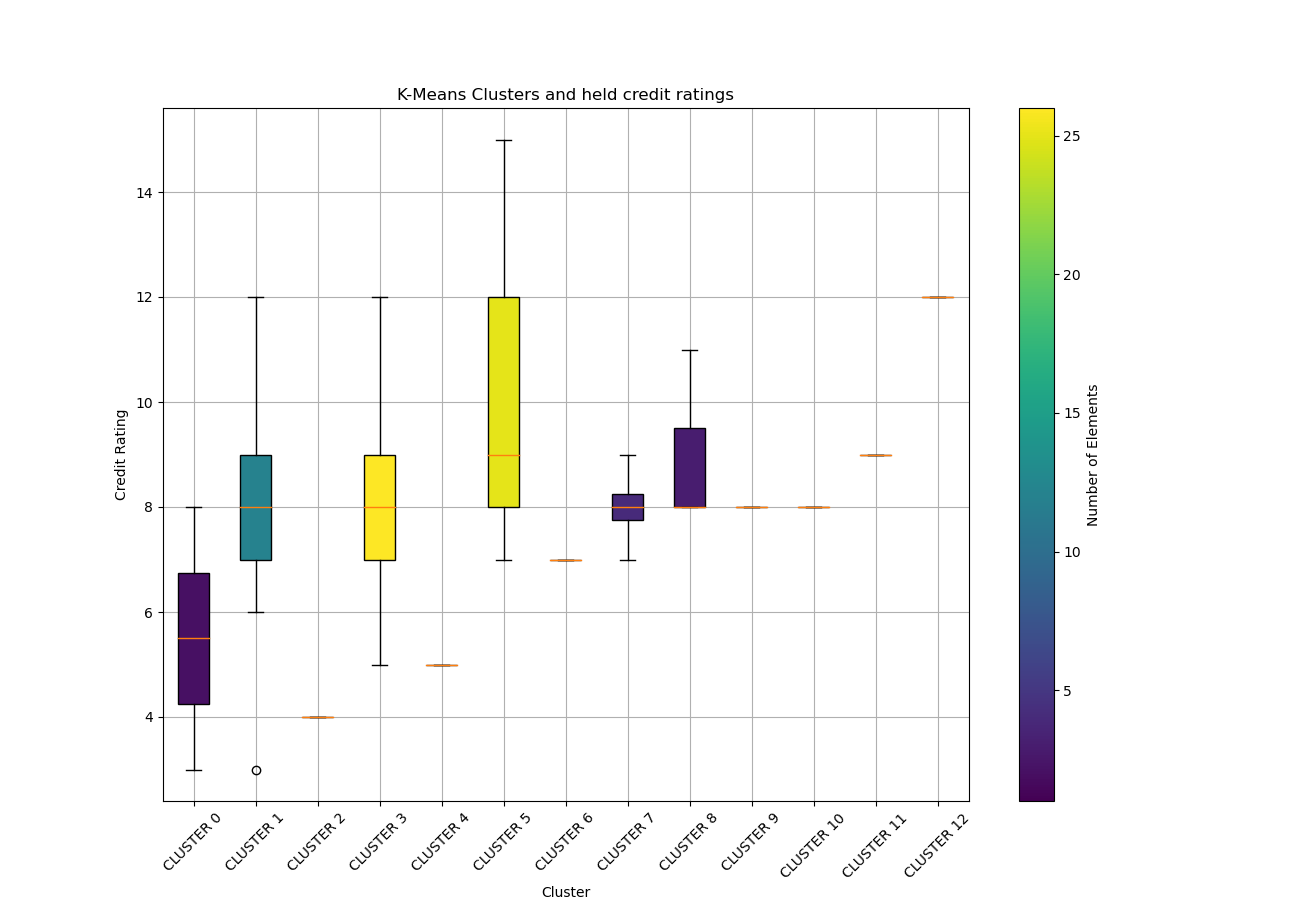 K-Means Clusters and held credit ratings
Credit Rating
14
12
10
8
6
4
CLUSTER 0
CLUSTER 1
CLUSTER 2
CLUSTER 3
CLUSTER 4
CLUSTER 5
CLUSTER 6
CLUSTER 7
CLUSTER 8
CLUSTER 9
CLUSTER 10
CLUSTER 11
CLUSTER 12
Cluster
25
20
15
10
5
Number of Elements